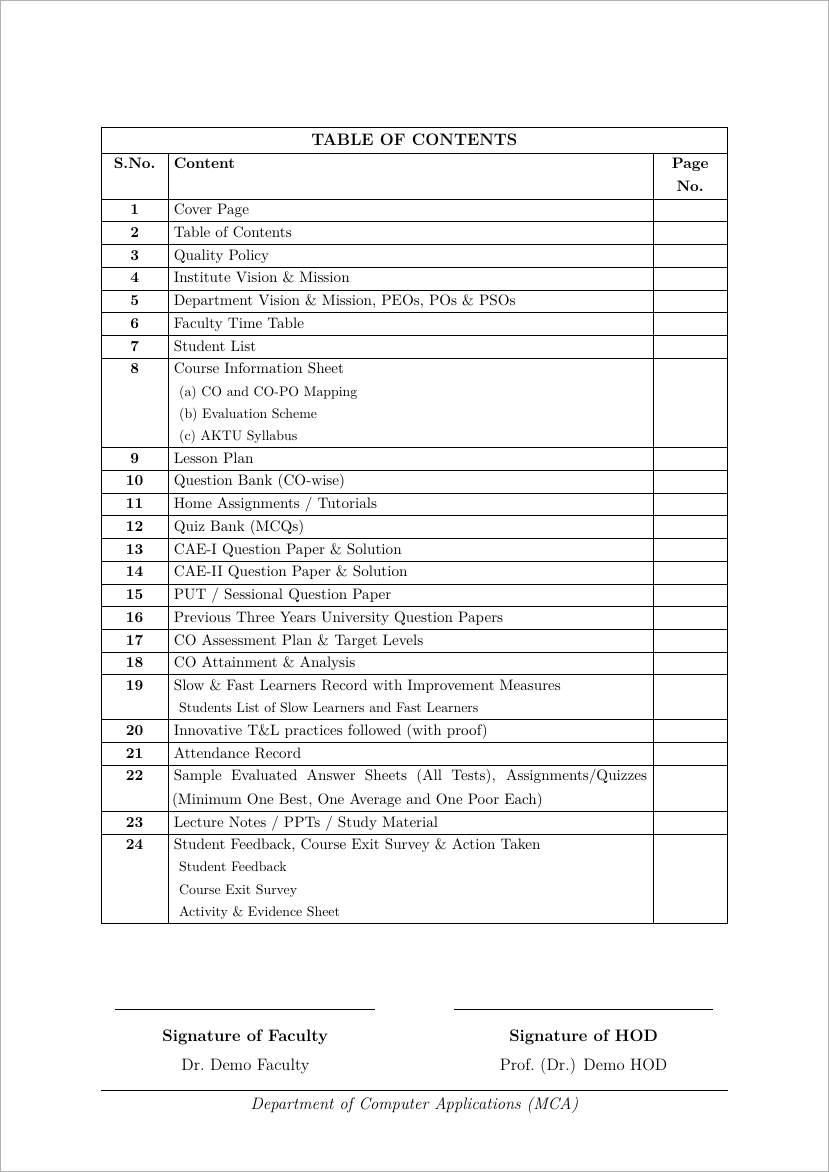 TABLE OF CONTENTS
S.No. Content Page
No.
1 Cover Page
2 Table of Contents
3 Quality Policy
4 Institute Vision & Mission
5 Department Vision & Mission, PEOs, POs & PSOs
6 Faculty Time Table
7 Student List
8 Course Information Sheet
(a) CO and CO-PO Mapping
(b) Evaluation Scheme
(c) AKTU Syllabus
9 Lesson Plan
10 Question Bank (CO-wise)
11 Home Assignments / Tutorials
12 Quiz Bank (MCQs)
13 CAE-I Question Paper & Solution
14 CAE-II Question Paper & Solution
15 PUT / Sessional Question Paper
16 Previous Three Years University Question Papers
17 CO Assessment Plan & Target Levels
18 CO Attainment & Analysis
19 Slow & Fast Learners Record with Improvement Measures
Students List of Slow Learners and Fast Learners
20 Innovative T&L practices followed (with proof)
21 Attendance Record
22 Sample Evaluated Answer Sheets (All Tests), Assignments/Quizzes
(Minimum One Best, One Average and One Poor Each)
23 Lecture Notes / PPTs / Study Material
24 Student Feedback, Course Exit Survey & Action Taken
Student Feedback
Course Exit Survey
Activity & Evidence Sheet
Signature of Faculty Signature of HOD
Dr. Demo Faculty Prof. (Dr.) Demo HOD
Department of Computer Applications (MCA)